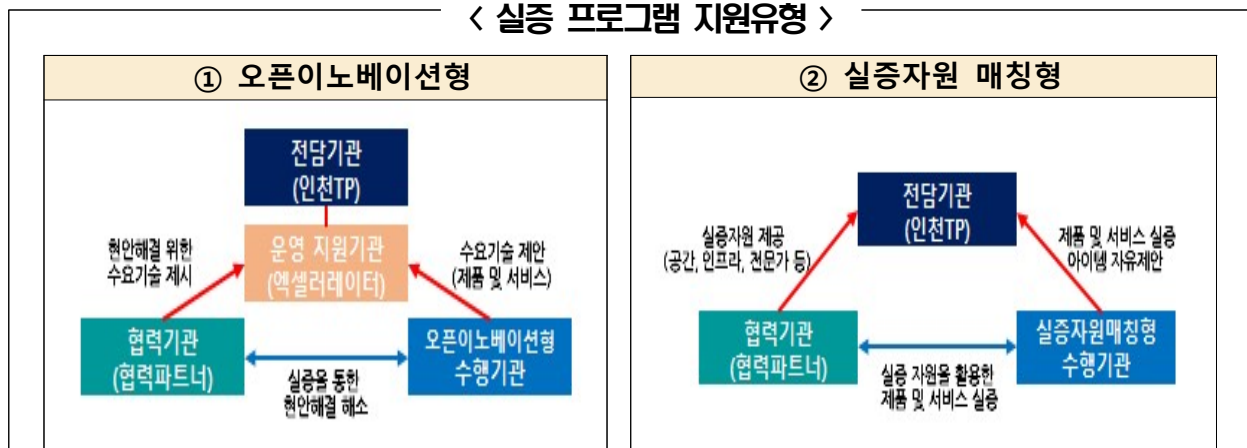 < 실증 프로그램 지원유형 >
① 오픈이노베이션형
전담기관
(인천TP)
현안해결 위한
수요기술 제시
운영 지원기관
(엑셀러레이터)
수요기술 제안
(제품 및 서비스)
협력기관
(협력파트너)
오픈이노베이션형
수행기관
실증을 통한
현안해결 해소
② 실증자원 매칭형
전담기관
(인천TP)
실증자원 제공
(공간, 인프라, 전문가 등)
제품 및 서비스 실증
아이템 자유제안
협력기관
(협력파트너)
실증자원매칭형
수행기관
실증 자원을 활용한
제품 및 서비스 실증